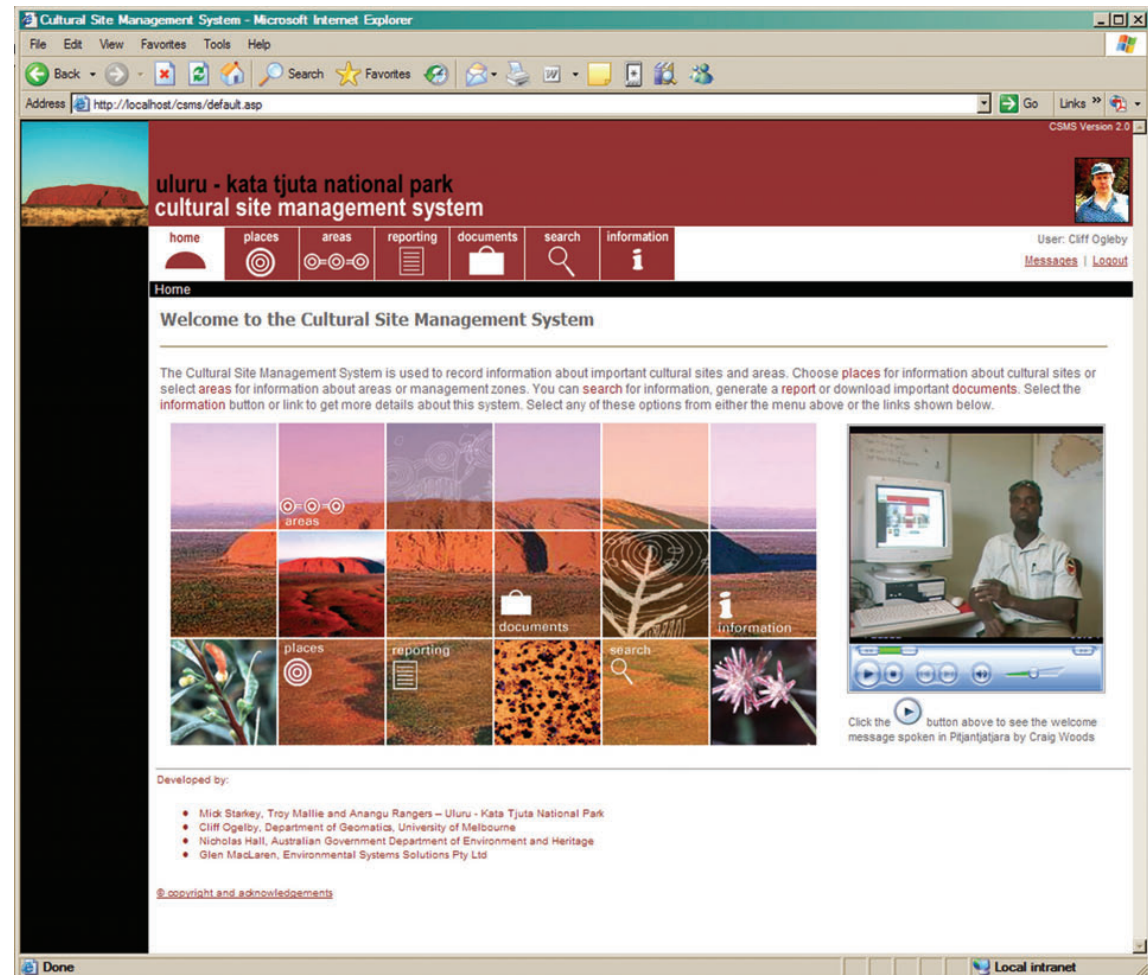 Cultural Site Management System - Microsoft Internet Explorer
File Edit View Favorites Tools Help
Back Search Favorites
Address http://localhost/csms/default.asp Go Links »
CSMS Version 2.0
uluru - kata tjuta national park
cultural site management system
home places areas reporting documents search information
User: Cliff Ogleby
Messages | Logout
Home
Welcome to the Cultural Site Management System
The Cultural Site Management System is used to record information about important cultural sites and areas. Choose places for information about cultural sites or
select areas for information about areas or management zones. You can search for information, generate a report or download important documents. Select the
information button or link to get more details about this system. Select any of these options from either the menu above or the links shown below.
areas
documents
information
places
reporting
search
Click the button above to see the welcome
message spoken in Pitjantjatjara by Craig Woods
Developed by:
• Mick Starkey, Troy Mallie and Anangu Rangers – Uluru - Kata Tjuta National Park
• Cliff Ogelby, Department of Geomatics, University of Melbourne
• Nicholas Hall, Australian Government Department of Environment and Heritage
• Glen MacLaren, Environmental Systems Solutions Pty Ltd
© copyright and acknowledgements
Done
Local intranet